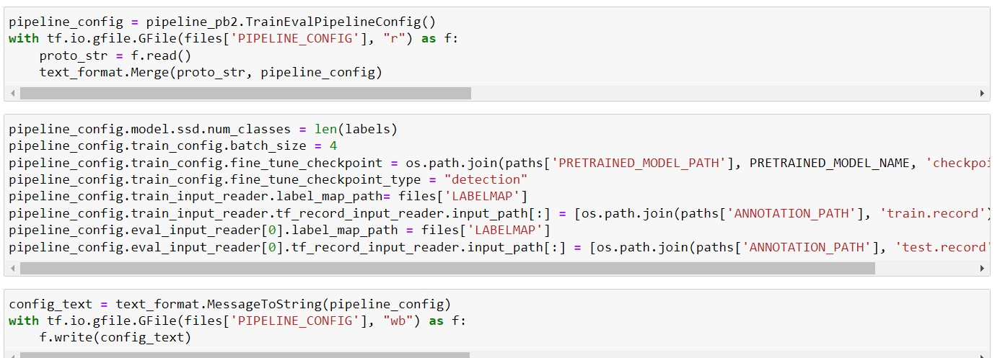 pipeline_config = pipeline_pb2.TrainEvalPipelineConfig()
with tf.io.gfile.GFile(files['PIPELINE_CONFIG'], "r") as f:
    proto_str = f.read()
    text_format.Merge(proto_str, pipeline_config)
pipeline_config.model.ssd.num_classes = len(labels)
pipeline_config.train_config.batch_size = 4
pipeline_config.train_config.fine_tune_checkpoint = os.path.join(paths['PRETRAINED_MODEL_PATH'], PRETRAINED_MODEL_NAME, 'checkpoi
pipeline_config.train_config.fine_tune_checkpoint_type = "detection"
pipeline_config.train_input_reader.label_map_path= files['LABELMAP']
pipeline_config.train_input_reader.tf_record_input_reader.input_path[:] = [os.path.join(paths['ANNOTATION_PATH'], 'train.record')
pipeline_config.eval_input_reader[0].label_map_path = files['LABELMAP']
pipeline_config.eval_input_reader[0].tf_record_input_reader.input_path[:] = [os.path.join(paths['ANNOTATION_PATH'], 'test.record'
config_text = text_format.MessageToString(pipeline_config)
with tf.io.gfile.GFile(files['PIPELINE_CONFIG'], "wb") as f:
    f.write(config_text)